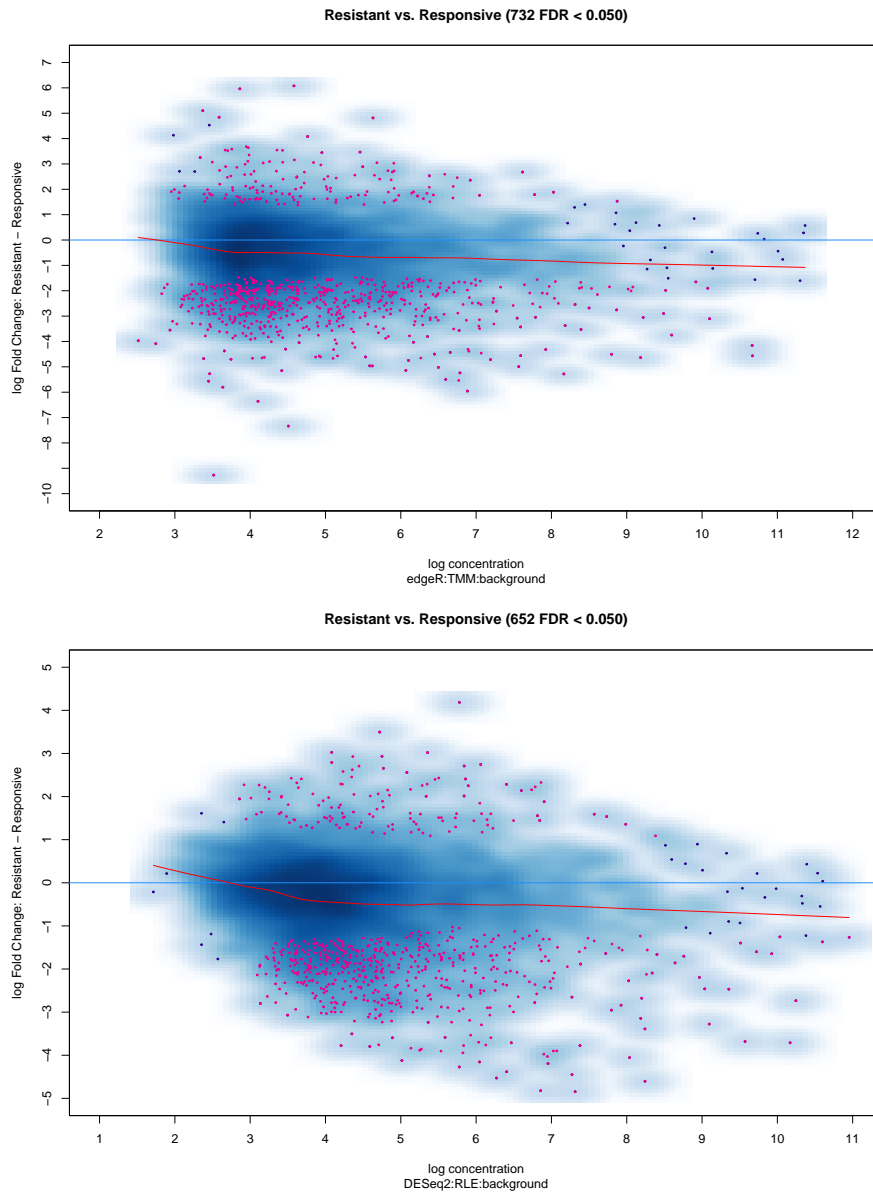 Resistant vs. Responsive (732 FDR < 0.050)
log Fold Change: Resistant − Responsive
7
6
5
4
3
2
1
0
−1
−2
−3
−4
−5
−6
−7
−8
−10
2 3 4 5 6 7 8 9 10 11 12
log concentration
edgeR:TMM:background
Resistant vs. Responsive (652 FDR < 0.050)
log Fold Change: Resistant − Responsive
5
4
3
2
1
0
−1
−2
−3
−4
−5
1 2 3 4 5 6 7 8 9 10 11
log concentration
DESeq2:RLE:background